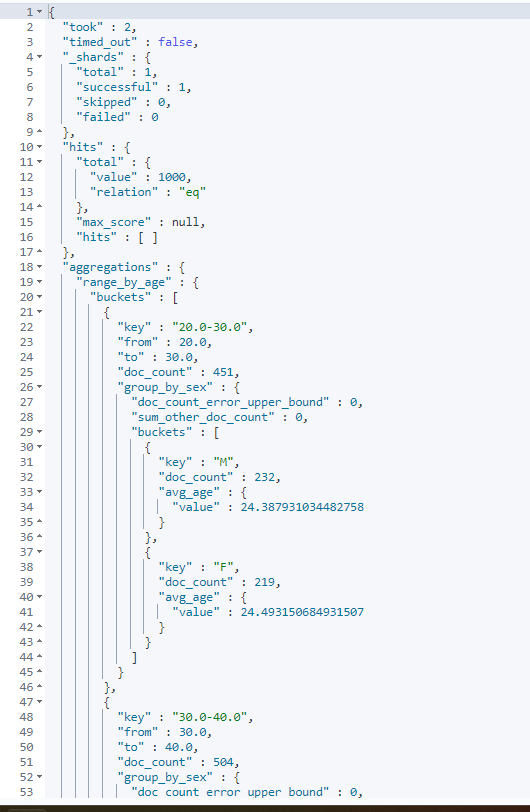 1 {
2 "took" : 2,
3 "timed_out" : false,
4 "_shards" : {
5 "total" : 1,
6 "successful" : 1,
7 "skipped" : 0,
8 "failed" : 0
9 },
10 "hits" : {
11 "total" : {
12 "value" : 1000,
13 "relation" : "eq"
14 },
15 "max_score" : null,
16 "hits" : [ ]
17 },
18 "aggregations" : {
19 "range_by_age" : {
20 "buckets" : [
21 {
22 "key" : "20.0-30.0",
23 "from" : 20.0,
24 "to" : 30.0,
25 "doc_count" : 451,
26 "group_by_sex" : {
27 "doc_count_error_upper_bound" : 0,
28 "sum_other_doc_count" : 0,
29 "buckets" : [
30 {
31 "key" : "M",
32 "doc_count" : 232,
33 "avg_age" : {
34 "value" : 24.387931034482758
35 }
36 },
37 {
38 "key" : "F",
39 "doc_count" : 219,
40 "avg_age" : {
41 "value" : 24.493150684931507
42 }
43 }
44 ]
45 }
46 },
47 {
48 "key" : "30.0-40.0",
49 "from" : 30.0,
50 "to" : 40.0,
51 "doc_count" : 504,
52 "group_by_sex" : {
53 "doc_count_error_upper_bound" : 0,